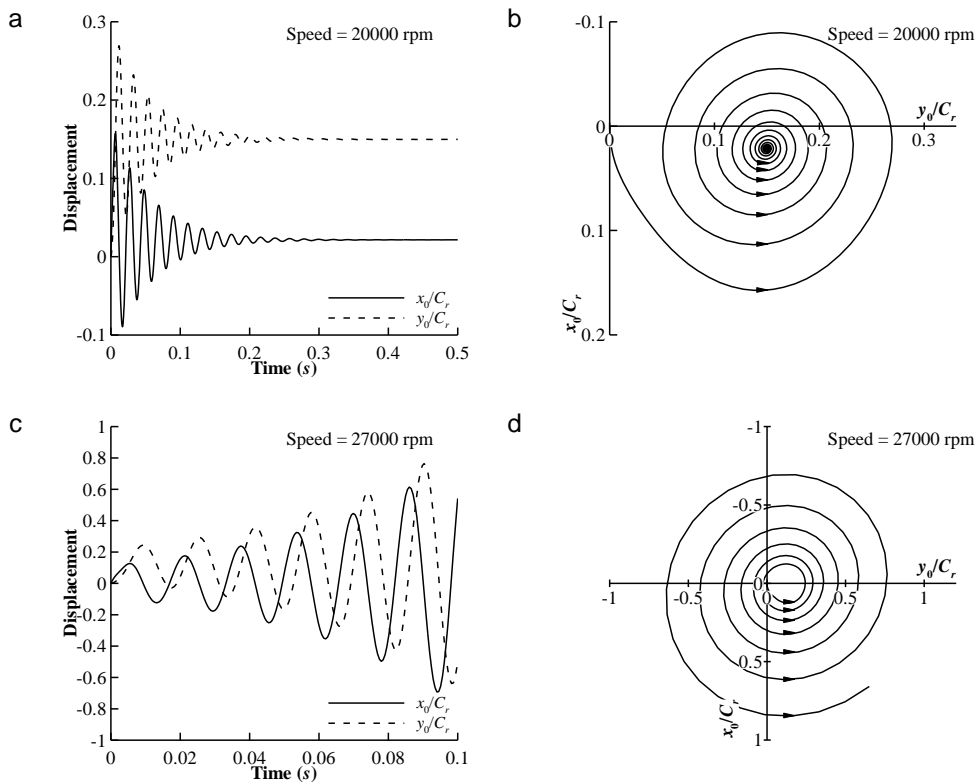 a
Speed = 20000 rpm
0.3
0.2
0.1
0
-0.1
Displacement
x0/Cr
y0/Cr
0 0.1 0.2 0.3 0.4 0.5
Time (s)
b
Speed = 20000 rpm
-0.1
0
0.1
0.2
y0/Cr
0 0.1 0.2 0.3
x0/Cr
c
Speed = 27000 rpm
1
0.8
0.6
0.4
0.2
0
-0.2
-0.4
-0.6
-0.8
-1
Displacement
x0/Cr
y0/Cr
0 0.02 0.04 0.06 0.08 0.1
Time (s)
d
Speed = 27000 rpm
-1
-0.5
y0/Cr
-1 -0.5 0 0.5 1
0.5
1
x0/Cr